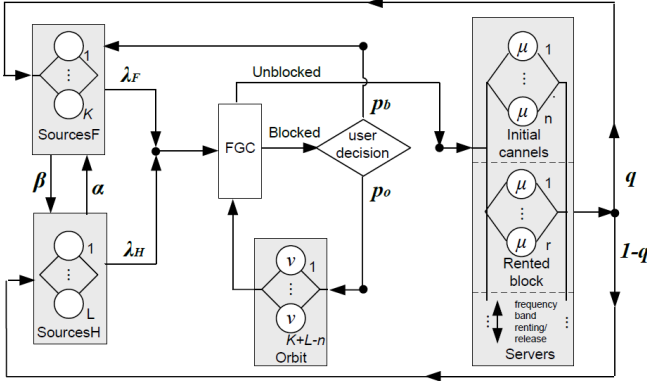 1
⋮
K
SourcesF
λF
β
α
1
⋮
L
SourcesH
λH
FGC
Unblocked
Blocked
pb
user
decision
po
ν
1
⋮
ν
K+L-n
Orbit
μ
1
⋮
μ
n
Initial
cannels
μ
1
⋮
μ
r
Rented
block
⋮
frequency
band
renting/
release
⋮
Servers
q
1-q